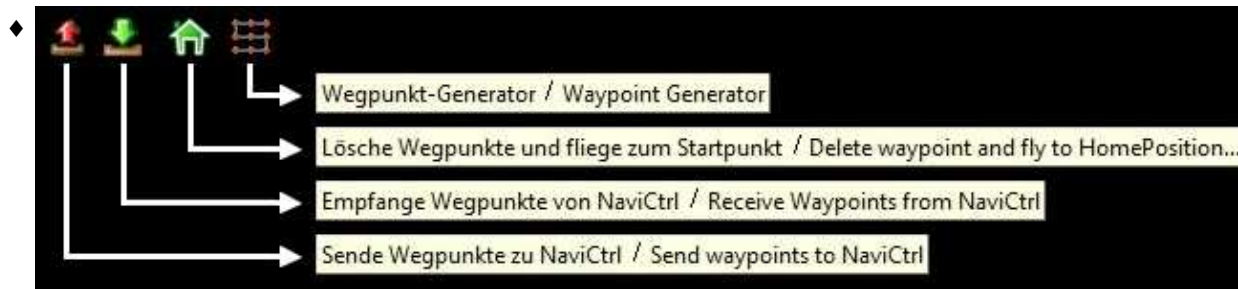 Wegpunkt-Generator / Waypoint Generator
Lösche Wegpunkte und fliege zum Startpunkt / Delete waypoint and fly to HomePosition...
Empfange Wegpunkte von NaviCtrl / Receive Waypoints from NaviCtrl
Sende Wegpunkte zu NaviCtrl / Send waypoints to NaviCtrl